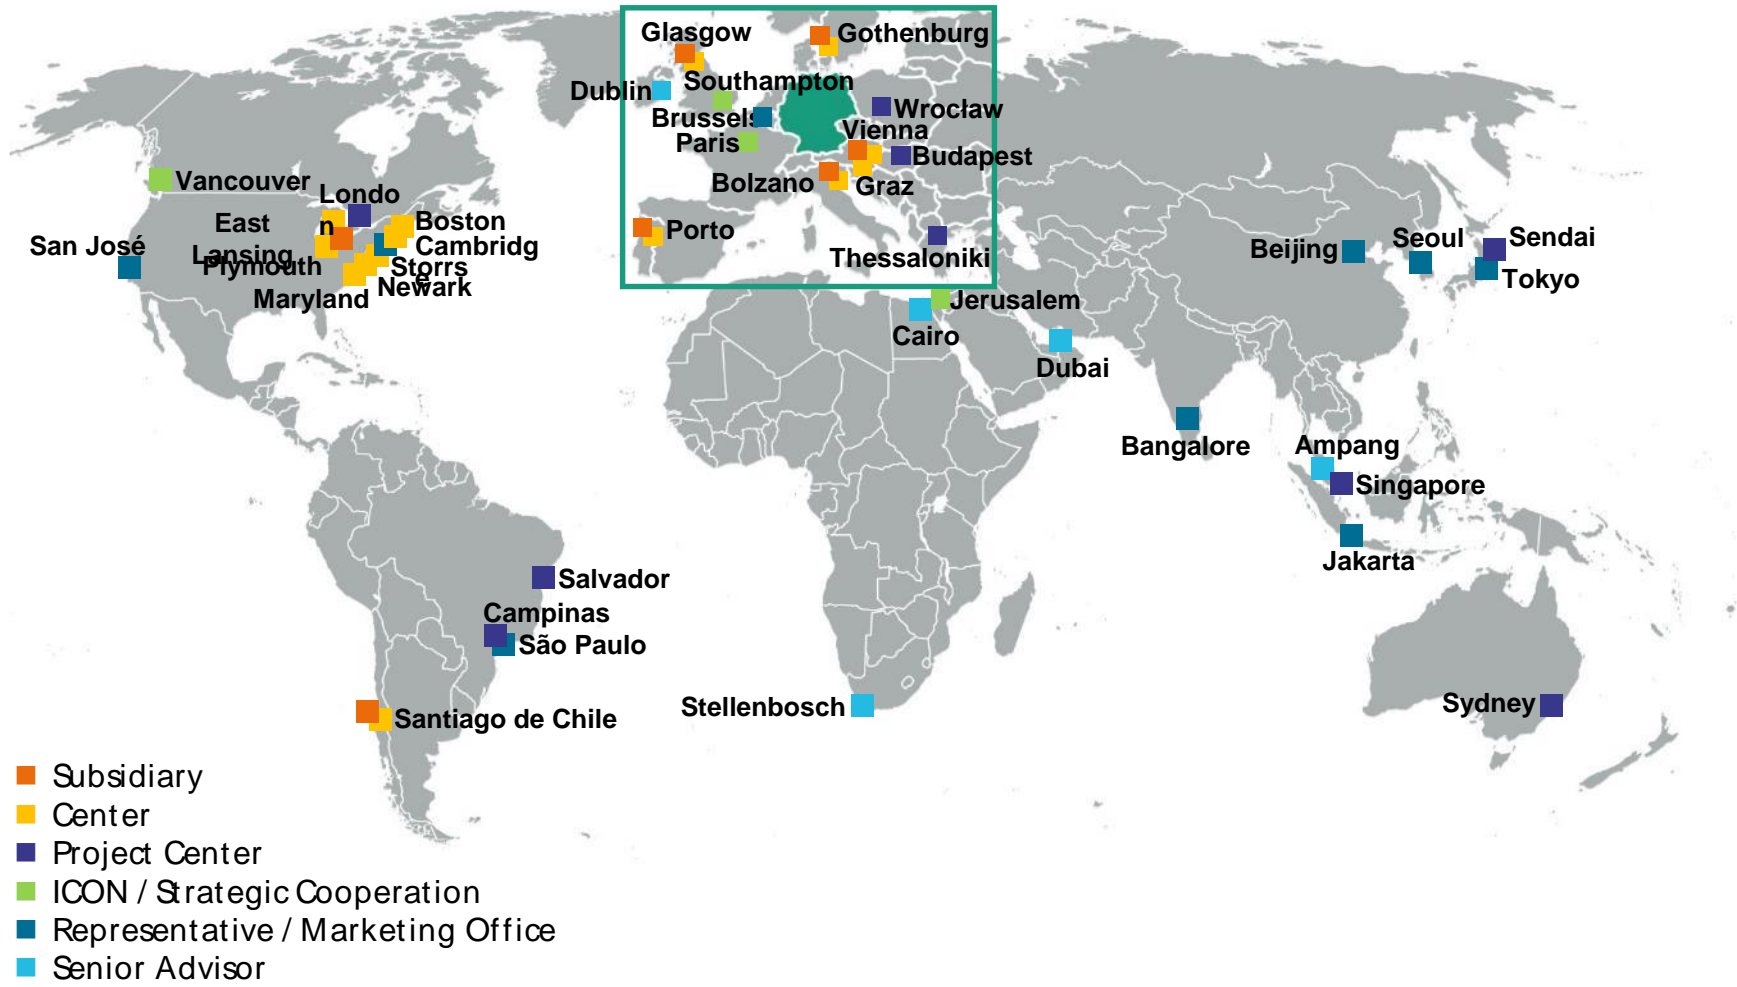 Glasgow
Gothenburg
Southampton
Dublin
Brussels
Wrocław
Vienna
Paris
Budapest
Bolzano
Graz
Porto
Thessaloniki
Vancouver
Londo
n
East
Lansing
Boston
Cambridg
e
San José
Plymouth
Storrs
Newark
Maryland
Jerusalem
Cairo
Dubai
Beijing
Seoul
Sendai
Tokyo
Bangalore
Ampang
Singapore
Jakarta
Salvador
Campinas
São Paulo
Santiago de Chile
Stellenbosch
Sydney
Subsidiary
Center
Project Center
ICON / Strategic Cooperation
Representative / Marketing Office
Senior Advisor